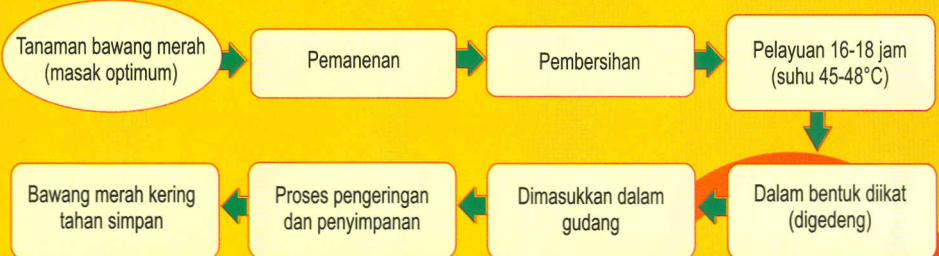 Tanaman bawang merah
(masak optimum)
Pemanenan
Pembersihan
Pelayuan 16-18 jam
(suhu 45-48°C)
Dalam bentuk diikat
(digedeng)
Dimasukkan dalam
gudang
Proses pengeringan
dan penyimpanan
Bawang merah kering
tahan simpan